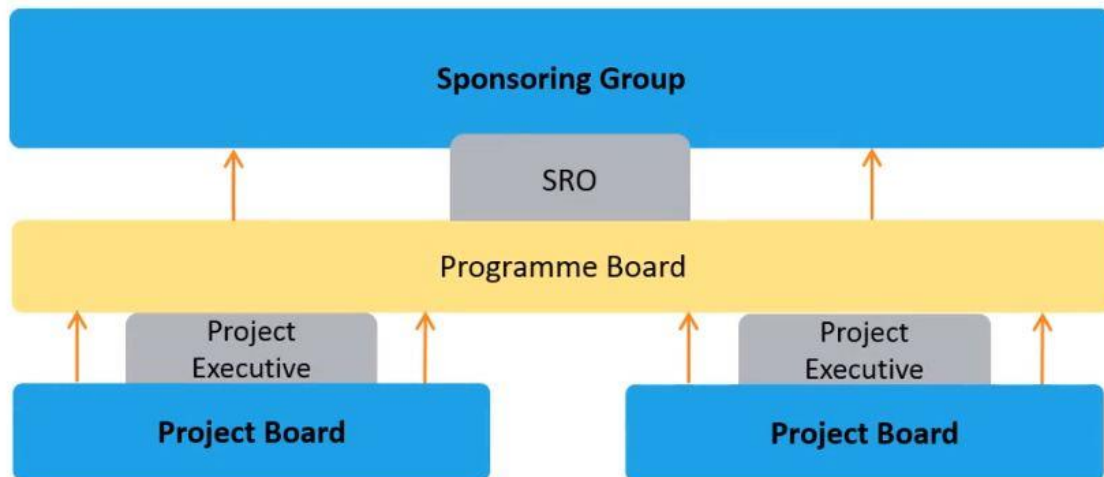 Sponsoring Group
SRO
Programme Board
Project
Executive
Project
Executive
Project Board
Project Board